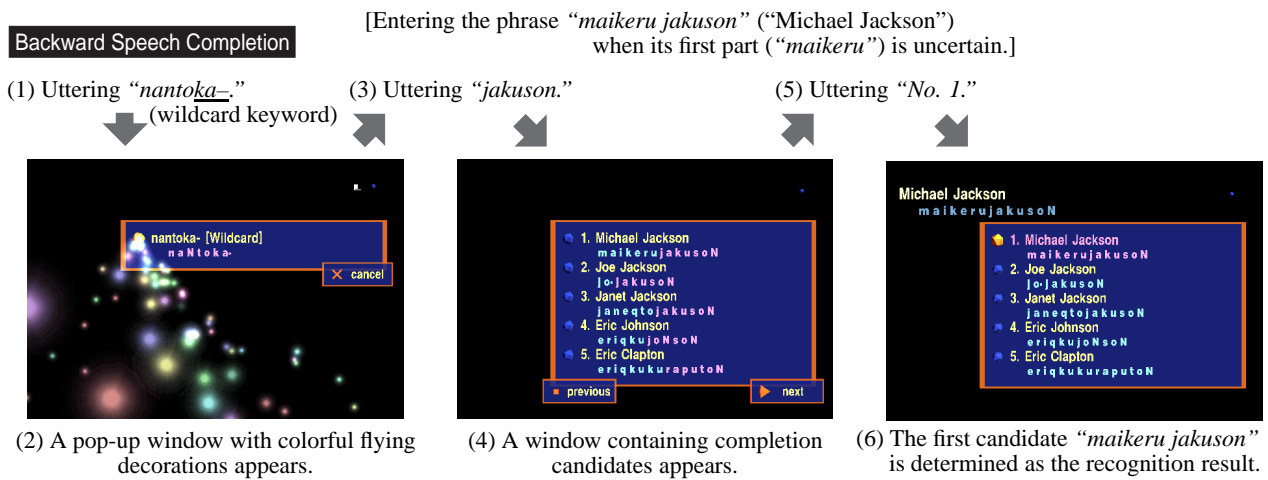 Backward Speech Completion
[Entering the phrase “maikeru jakuson” (“Michael Jackson”)
when its first part (“maikeru”) is uncertain.]
(1) Uttering “nantoka–.”
(wildcard keyword)
(3) Uttering “jakuson.”
(5) Uttering “No. 1.”
nantoka- [Wildcard]
naNtoka-
cancel
1. Michael Jackson
maikerujakusoN
2. Joe Jackson
jo-jakusoN
3. Janet Jackson
janeqtojakusoN
4. Eric Johnson
eriqkujoNsoN
5. Eric Clapton
eriqkukuraputoN
previous
next
Michael Jackson
maikerujakusoN
1. Michael Jackson
maikerujakusoN
2. Joe Jackson
jo-jakusoN
3. Janet Jackson
janeqtojakusoN
4. Eric Johnson
eriqkujoNsoN
5. Eric Clapton
eriqkukuraputoN
(2) A pop-up window with colorful flying
decorations appears.
(4) A window containing completion
candidates appears.
(6) The first candidate “maikeru jakuson”
is determined as the recognition result.